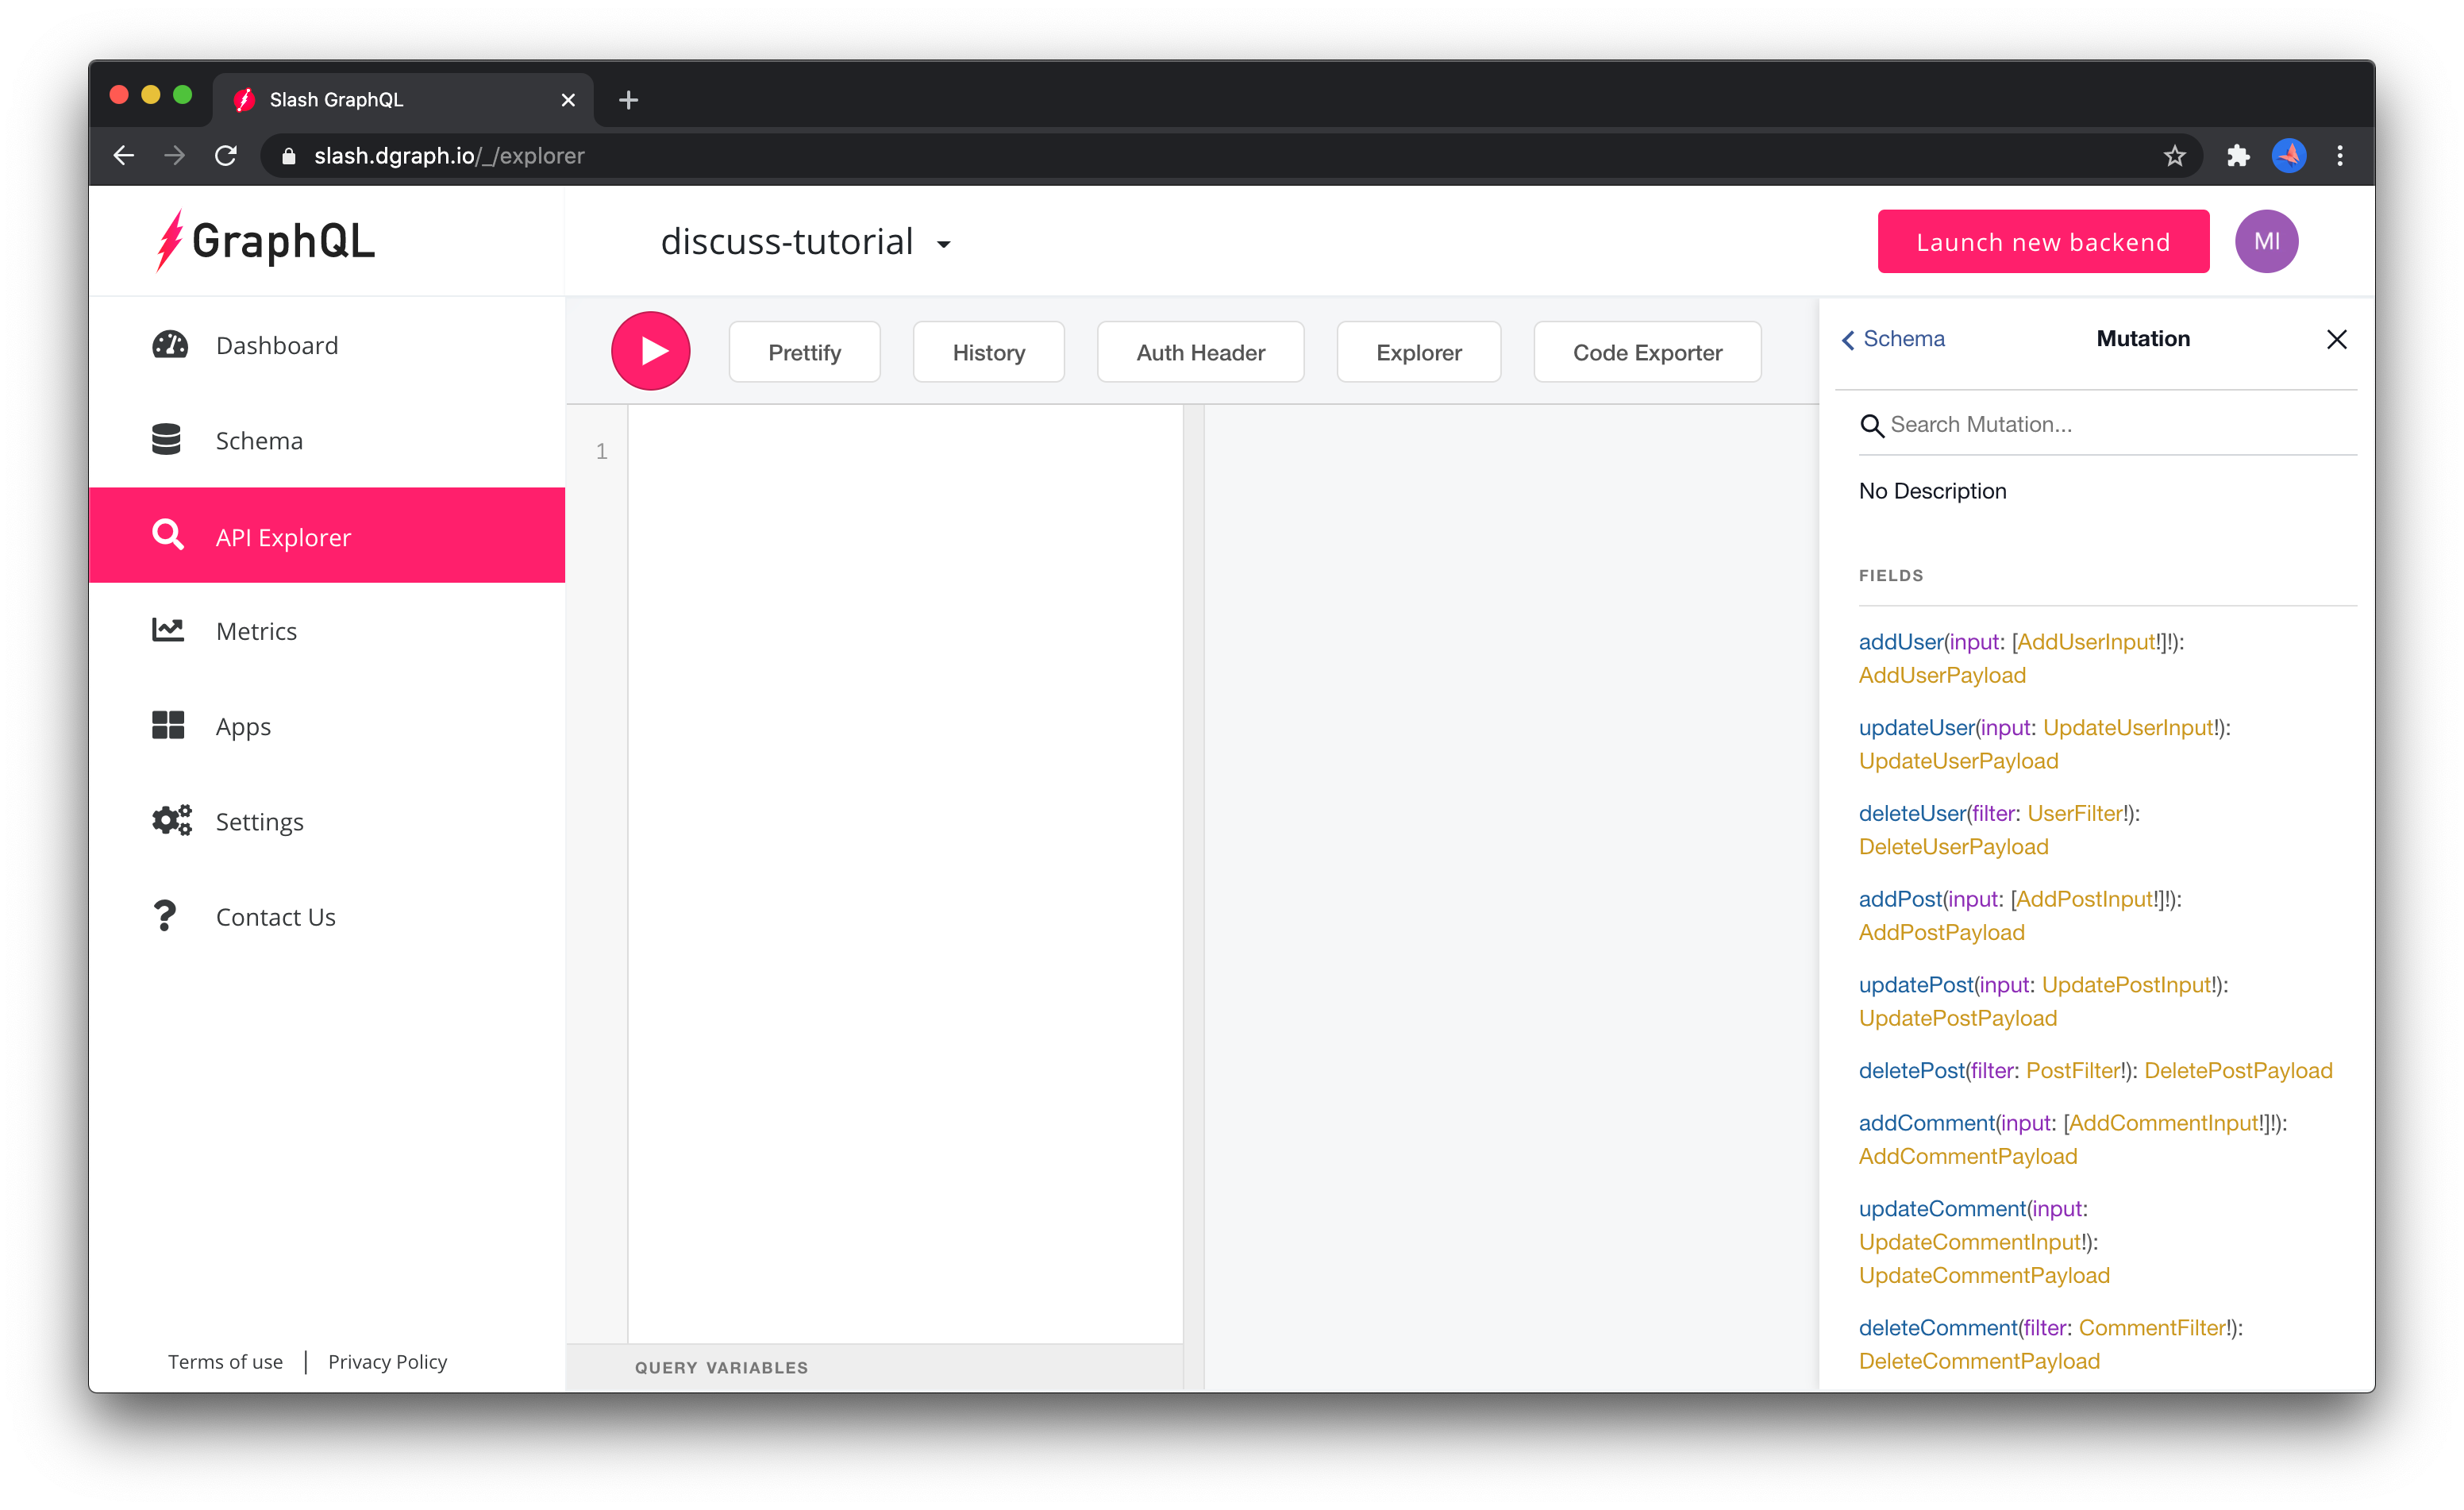 Slash GraphQL
slash.dgraph.io/_/explorer
GraphQL
discuss-tutorial
Launch new backend
MI
Dashboard
Schema
API Explorer
Metrics
Apps
Settings
Contact Us
Terms of use | Privacy Policy
Prettify
History
Auth Header
Explorer
Code Exporter
1
QUERY VARIABLES
Schema
Mutation
Search Mutation...
No Description
FIELDS
addUser(input: [AddUserInput!]!):
AddUserPayload
updateUser(input: UpdateUserInput!):
UpdateUserPayload
deleteUser(filter: UserFilter!):
DeleteUserPayload
addPost(input: [AddPostInput!]!):
AddPostPayload
updatePost(input: UpdatePostInput!):
UpdatePostPayload
deletePost(filter: PostFilter!): DeletePostPayload
addComment(input: [AddCommentInput!]!):
AddCommentPayload
updateComment(input:
UpdateCommentInput!):
UpdateCommentPayload
deleteComment(filter: CommentFilter!):
DeleteCommentPayload